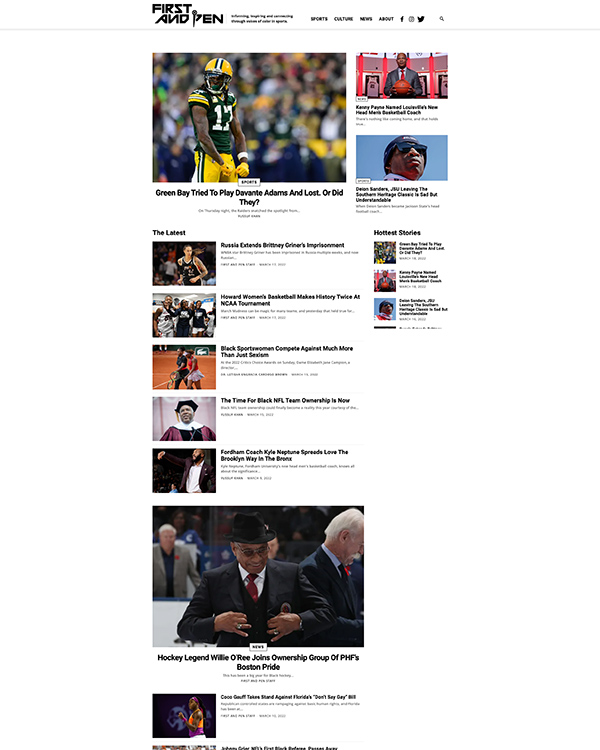 FIRST
AND PEN
Informing, inspiring and connecting
through voices of color in sports.
SPORTS CULTURE NEWS ABOUT
17
SPORTS
Green Bay Tried To Play Davante Adams And Lost. Or Did
They?
On Thursday night, the Raiders snatched the spotlight from...
YUSSUF KHAN
NEWS
Kenny Payne Named Louisville's New
Head Men's Basketball Coach
There's nothing like coming home, and that holds
true...
SPORTS
Deion Sanders, JSU Leaving The
Southern Heritage Classic Is Sad But
Understandable
When Deion Sanders became Jackson State's head
football coach...
The Latest
Russia Extends Brittney Griner's Imprisonment
WNBA star Brittney Griner has been imprisoned in Russia multiple weeks, and now
Russian...
FIRST AND PEN STAFF - MARCH 17, 2022
Howard Women's Basketball Makes History Twice At
NCAA Tournament
March Madness can be magic for many teams, and yesterday that held true for...
FIRST AND PEN STAFF - MARCH 17, 2022
Black Sportswomen Compete Against Much More
Than Just Sexism
At the 2022 Critics Choice Awards on Sunday, Dame Elizabeth Jane Campion, a
director...
MARCH 15, 2022
The Time For Black NFL Team Ownership Is Now
Black NFL team ownership could finally become a reality this year courtesy of the...
YUSSUF KHAN - MARCH 10, 2022
Fordham Coach Kyle Neptune Spreads Love The
Brooklyn Way In The Bronx
Kyle Neptune, Fordham University's new head men's basketball coach, knows all
about the significance...
YUSSUF KHAN - MARCH 9, 2022
Hottest Stories
Green Bay Tried To Play
Davante Adams And Lost.
Or Did They?
MARCH 19, 2022
Kenny Payne Named
Louisville's New Head
Men's Basketball Coach
MARCH 18, 2022
Deion Sanders, JSU
Leaving The Southern
Heritage Classic Is Sad But
Understandable
MARCH 18, 2022
NEWS
Hockey Legend Willie O'Ree Joins Ownership Group Of PHF's
Boston Pride
This has been a big year for Black hockey...
FIRST AND PEN STAFF
Coco Gauff Takes Stand Against Florida's "Don't Say Gay" Bill
Republican controlled states are rampaging against basic human rights, and Florida
has been at...
FIRST AND PEN STAFF - MARCH 10, 2022
Johnny Grier, NFL's First Black Referee, Passes Away